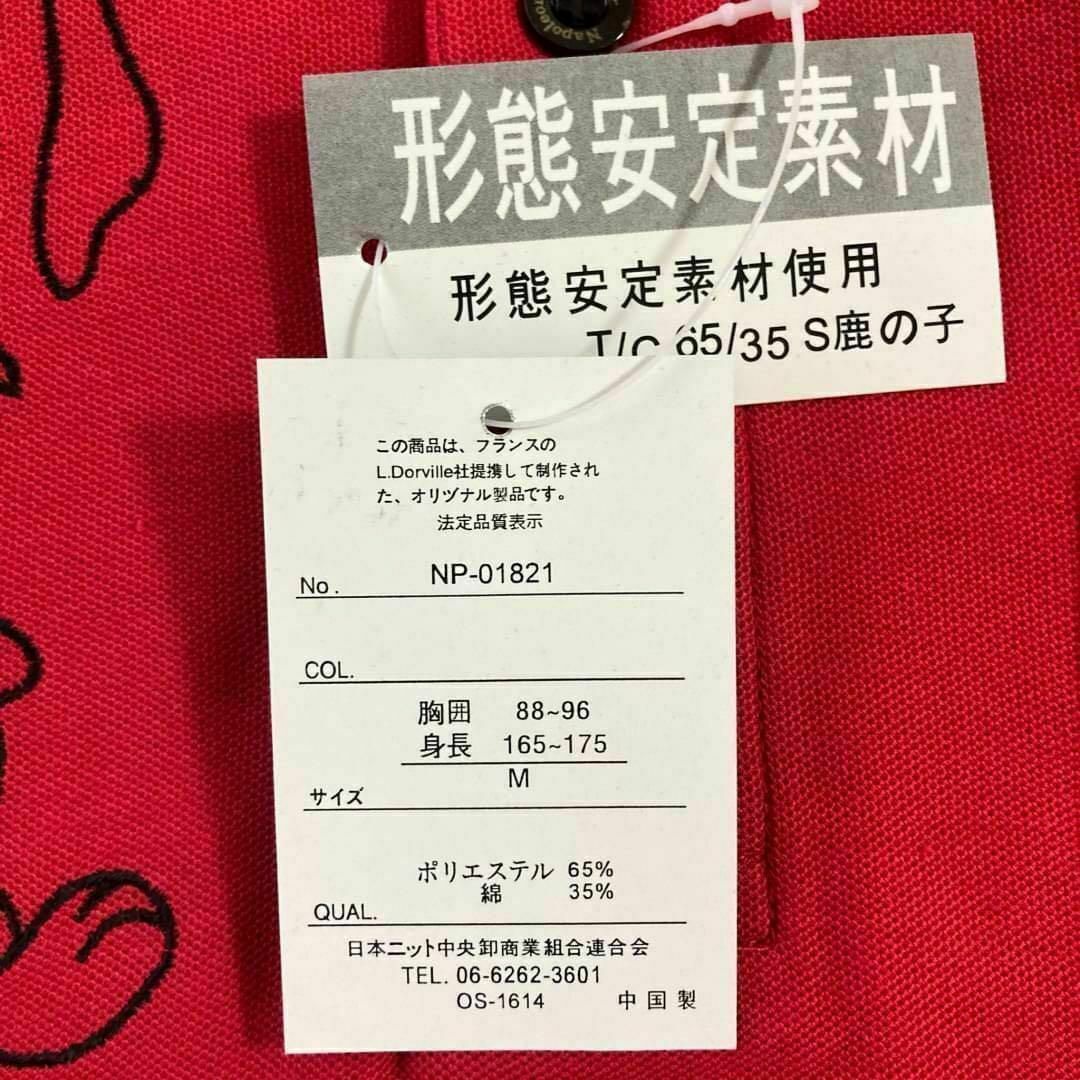 Napoleon
形態安定素材
形態安定素材使用
T/C 65/35 S鹿の子
この商品は、フランスの
L.Dorville社提携して制作され
た、オリヅナル製品です。
法定品質表示
No. NP-01821
COL.
胸囲 88~96
身長 165~175
M
サイズ
ポリエステル 65%
綿 35%
QUAL.
日本ニット中央卸商業組合連合会
TEL. 06-6262-3601
OS-1614 中国製